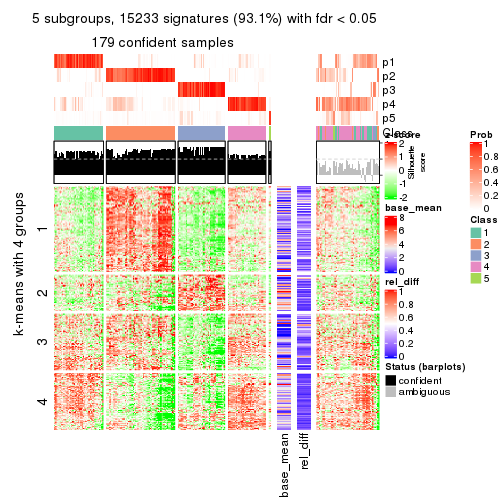 5 subgroups, 15233 signatures (93.1%) with fdr < 0.05
179 confident samples
p1
p2
p3
p4
p5
Class
z-score
2
1
0
-1
-2
Silhouette
score
Prob
1
0.8
0.6
0.4
0.2
0
base_mean
8
6
4
2
0
Class
1
2
3
4
5
rel_diff
1
0.8
0.6
0.4
0.2
0
Status (barplots)
confident
ambiguous
k-means with 4 groups
1
2
3
4
base_mean
rel_diff